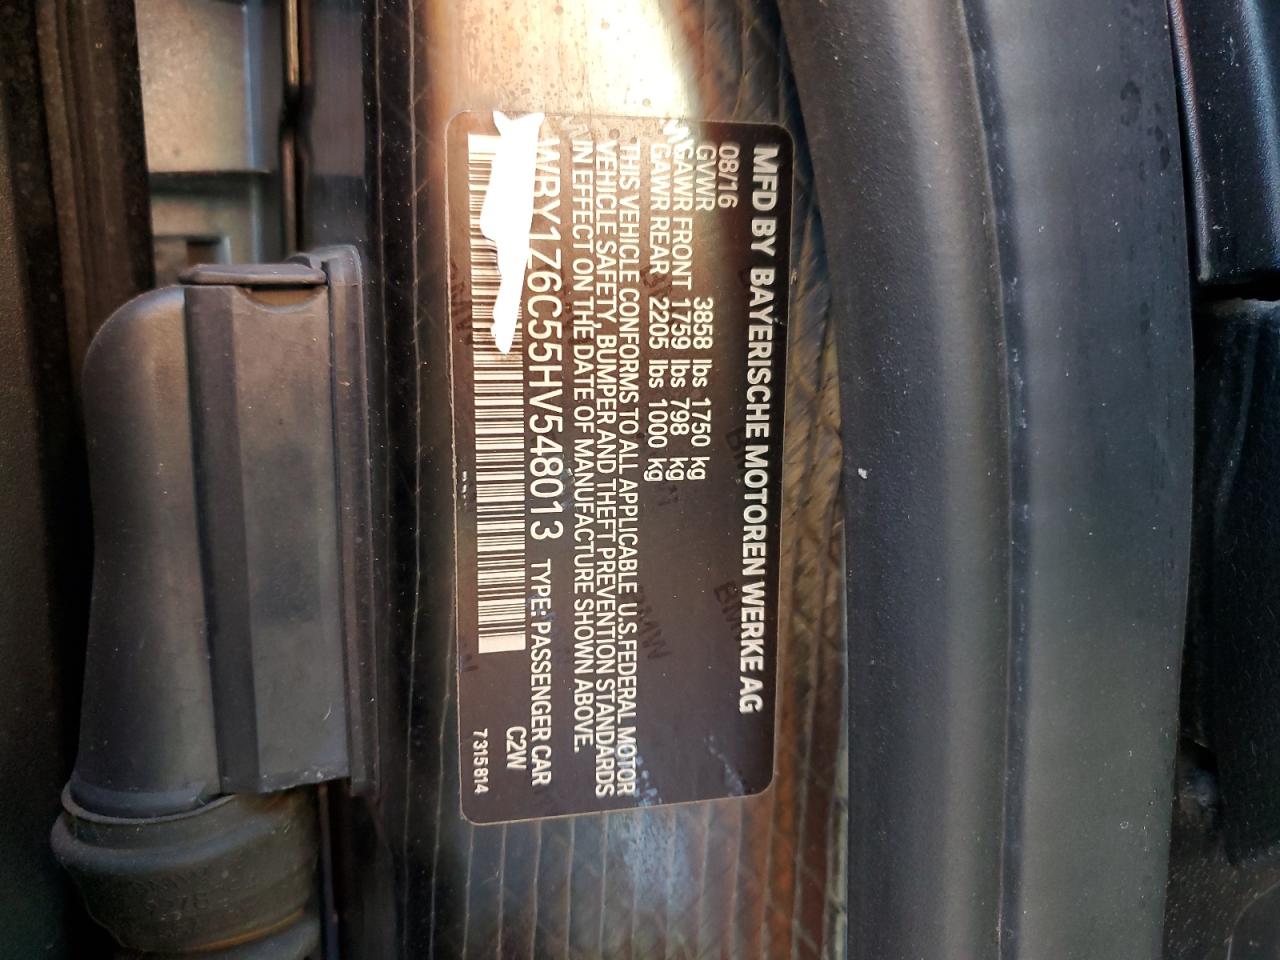 MFD BY BAYERISCHE MOTOREN WERKE AG
08/16
GVWR 3858 lbs 1750 kg
GAWR FRONT 1759 lbs 798 kg
GAWR REAR 2205 lbs 1000 kg
THIS VEHICLE CONFORMS TO ALL APPLICABLE U.S.FEDERAL MOTOR
VEHICLE SAFETY, BUMPER AND THEFT PREVENTION STANDARDS
IN EFFECT ON THE DATE OF MANUFACTURE SHOWN ABOVE.
WBY1Z6C55HV548013 TYPE: PASSENGER CAR
C2W
7315814